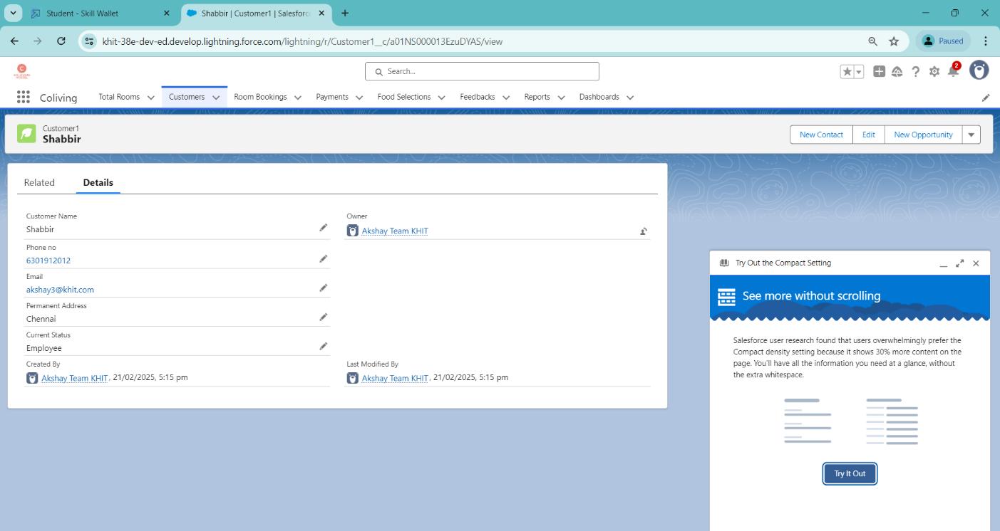 Student - Skill Wallet
Shabbir | Customer1 | Salesforc
khit-38e-dev-ed.develop.lightning.force.com/lightning/r/Customer1__c/a01NS000013EzuDYAS/view
Paused
C
Search...
2
Coliving
Total Rooms
Customers
Room Bookings
Payments
Food Selections
Feedbacks
Reports
Dashboards
Customer1
Shabbir
New Contact
Edit
New Opportunity
Related
Details
Customer Name
Shabbir
Owner
Akshay Team KHIT
Phone no
6301912012
Email
akshay3@khit.com
Permanent Address
Chennai
Current Status
Employee
Created By
Akshay Team KHIT, 21/02/2025, 5:15 pm
Last Modified By
Akshay Team KHIT, 21/02/2025, 5:15 pm
Try Out the Compact Setting
See more without scrolling
Salesforce user research found that users overwhelmingly prefer the
Compact density setting because it shows 30% more content on the
page. You'll have all the information you need at a glance, without
the extra whitespace.
Try It Out